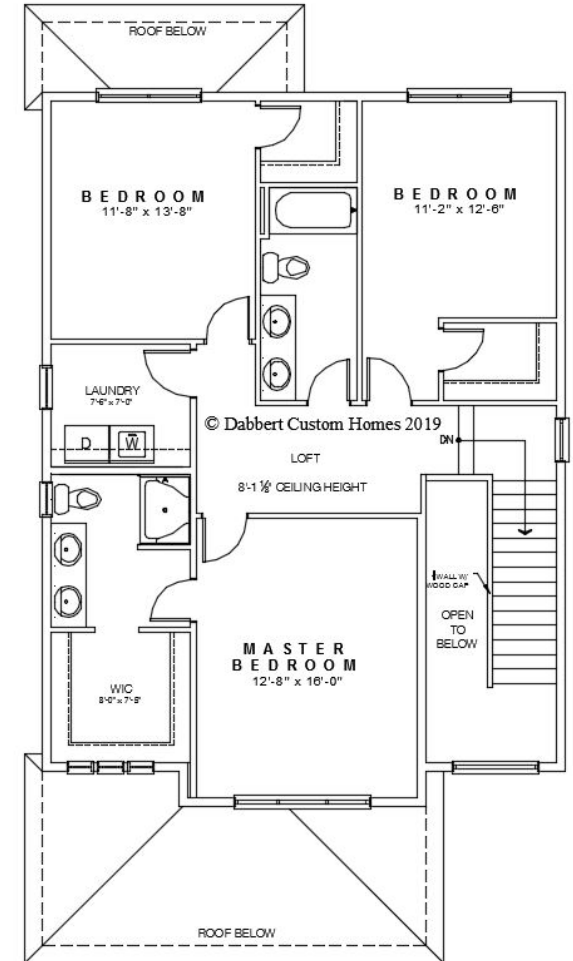 ROOF BELOW
BEDROOM
11'-8" x 13'-8"
BEDROOM
11'-2" x 12'-6"
LAUNDRY
7'-6" x 7'-0"
D
W
© Dabbert Custom Homes 2019
DN
LOFT
8'-1 ½" CEILING HEIGHT
WALL W/
WOOD CAP
OPEN
TO
BELOW
MASTER
BEDROOM
12'-8" x 16'-0"
WIC
ROOF BELOW